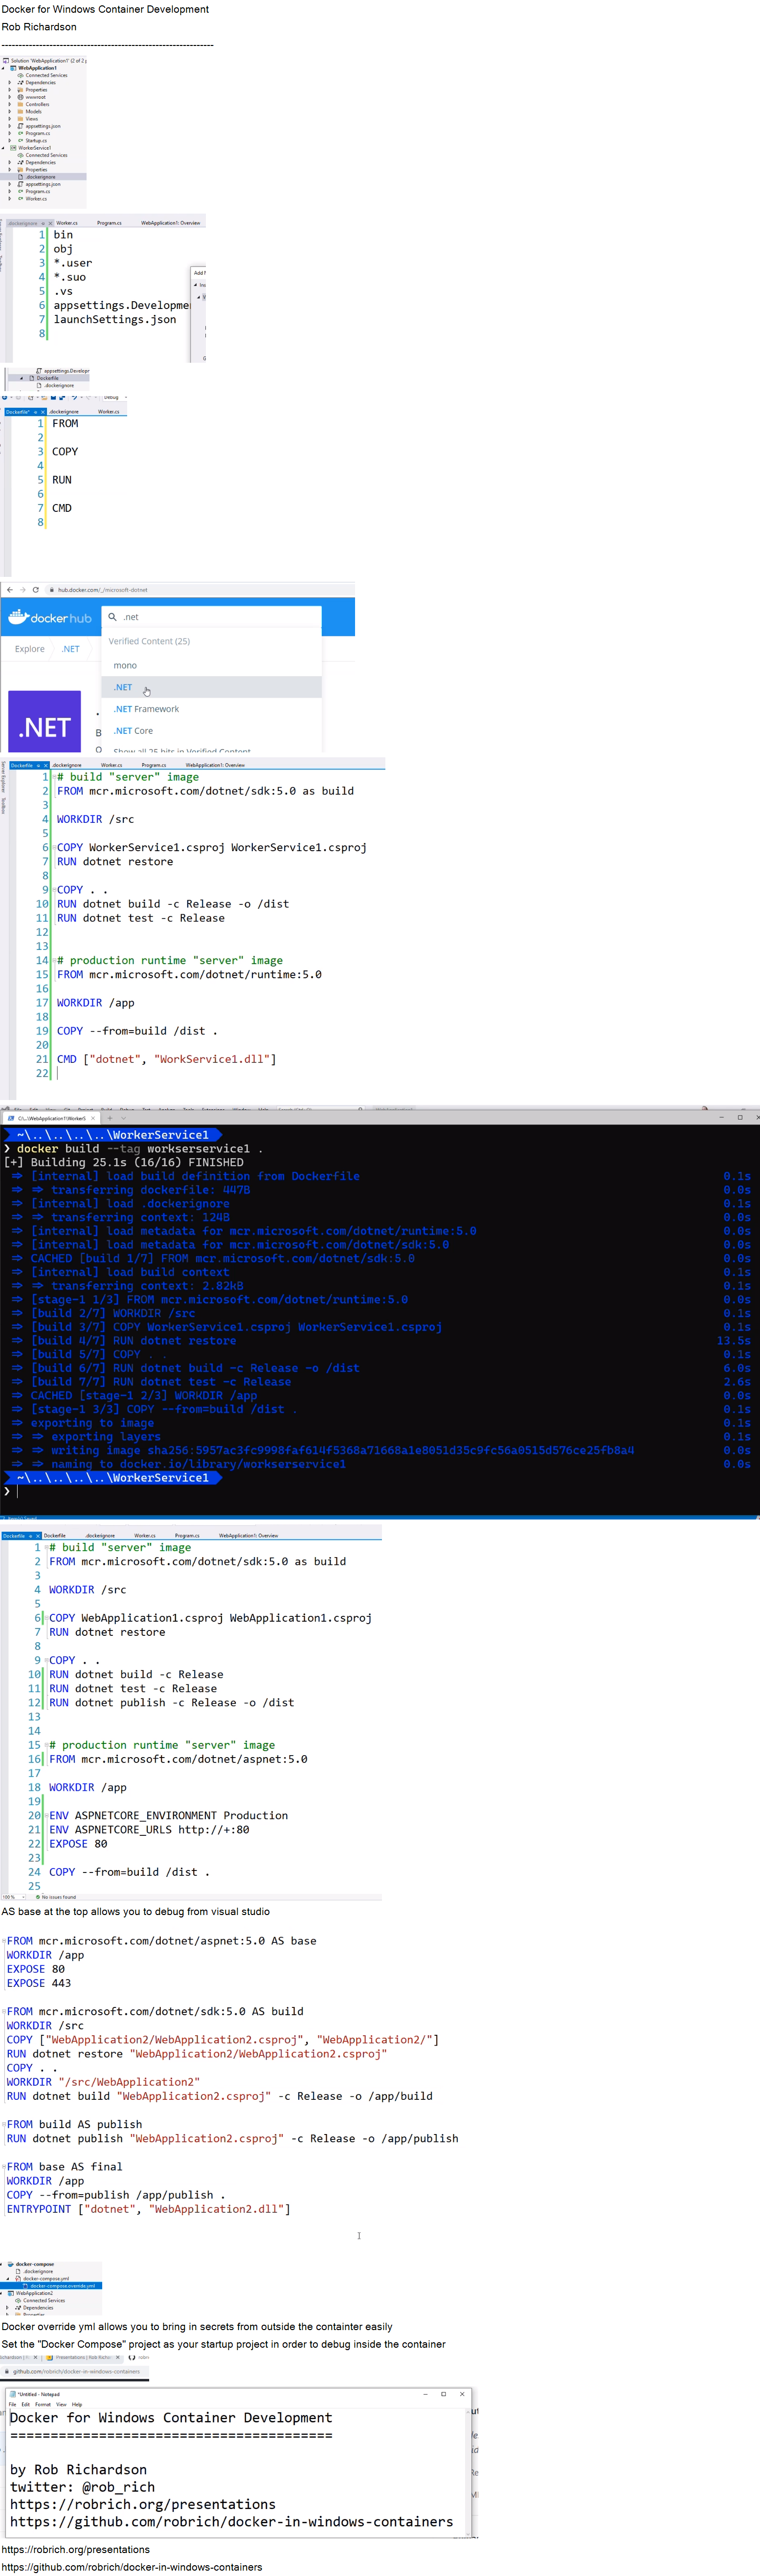 Docker for Windows Container Development
Rob Richardson
----------------------------------------------------------------
Solution 'WebApplication1' (2 of 2 p
WebApplication1
Connected Services
Dependencies
Properties
wwwroot
Controllers
Models
Views
appsettings.json
Program.cs
Startup.cs
WorkerService1
Connected Services
Dependencies
Properties
.dockerignore
appsettings.json
Program.cs
Worker.cs
.dockerignore Worker.cs Program.cs WebApplication1: Overview
1 bin
2 obj
3 *.user
4 *.suo
5 .vs
6 appsettings.Developme
7 launchSettings.json
8
appsettings.Developr
Dockerfile
.dockerignore
Debug
Dockerfile* .dockerignore Worker.cs
1 FROM
2
3 COPY
4
5 RUN
6
7 CMD
8
hub.docker.com/_/microsoft-dotnet
dockerhub
.net
Verified Content (25)
Explore .NET
mono
.NET
.NET Framework
.NET
.NET Core
Show all 25 hits in Verified Content
Dockerfile .dockerignore Worker.cs Program.cs WebApplication1: Overview
Server Explorer Toolbox
1 # build "server" image
2 FROM mcr.microsoft.com/dotnet/sdk:5.0 as build
3
4 WORKDIR /src
5
6 COPY WorkerService1.csproj WorkerService1.csproj
7 RUN dotnet restore
8
9 COPY . .
10 RUN dotnet build -c Release -o /dist
11 RUN dotnet test -c Release
12
13
14 # production runtime "server" image
15 FROM mcr.microsoft.com/dotnet/runtime:5.0
16
17 WORKDIR /app
18
19 COPY --from=build /dist .
20
21 CMD ["dotnet", "WorkService1.dll"]
22
C:\...\WebApplication1\WorkerS
~\..\..\..\..\WorkerService1
❯ docker build --tag workserservice1 .
[+] Building 25.1s (16/16) FINISHED
=> [internal] load build definition from Dockerfile 0.1s
=> => transferring dockerfile: 447B 0.0s
=> [internal] load .dockerignore 0.1s
=> => transferring context: 124B 0.0s
=> [internal] load metadata for mcr.microsoft.com/dotnet/runtime:5.0 0.0s
=> [internal] load metadata for mcr.microsoft.com/dotnet/sdk:5.0 0.0s
=> CACHED [build 1/7] FROM mcr.microsoft.com/dotnet/sdk:5.0 0.0s
=> [internal] load build context 0.1s
=> => transferring context: 2.82kB 0.1s
=> [stage-1 1/3] FROM mcr.microsoft.com/dotnet/runtime:5.0 0.0s
=> [build 2/7] WORKDIR /src 0.1s
=> [build 3/7] COPY WorkerService1.csproj WorkerService1.csproj 0.1s
=> [build 4/7] RUN dotnet restore 13.5s
=> [build 5/7] COPY . . 0.1s
=> [build 6/7] RUN dotnet build -c Release -o /dist 6.0s
=> [build 7/7] RUN dotnet test -c Release 2.6s
=> CACHED [stage-1 2/3] WORKDIR /app 0.0s
=> [stage-1 3/3] COPY --from=build /dist . 0.1s
=> exporting to image 0.1s
=> => exporting layers 0.1s
=> => writing image sha256:5957ac3fc9998faf614f5368a71668a1e8051d35c9fc56a0515d576ce25fb8a4 0.0s
=> => naming to docker.io/library/workserservice1 0.0s
~\..\..\..\..\WorkerService1
❯
Dockerfile Dockerfile .dockerignore Worker.cs Program.cs WebApplication1: Overview
1 # build "server" image
2 FROM mcr.microsoft.com/dotnet/sdk:5.0 as build
3
4 WORKDIR /src
5
6 COPY WebApplication1.csproj WebApplication1.csproj
7 RUN dotnet restore
8
9 COPY . .
10 RUN dotnet build -c Release
11 RUN dotnet test -c Release
12 RUN dotnet publish -c Release -o /dist
13
14
15 # production runtime "server" image
16 FROM mcr.microsoft.com/dotnet/aspnet:5.0
17
18 WORKDIR /app
19
20 ENV ASPNETCORE_ENVIRONMENT Production
21 ENV ASPNETCORE_URLS http://+:80
22 EXPOSE 80
23
24 COPY --from=build /dist .
25
100 % No issues found
AS base at the top allows you to debug from visual studio
FROM mcr.microsoft.com/dotnet/aspnet:5.0 AS base
WORKDIR /app
EXPOSE 80
EXPOSE 443
FROM mcr.microsoft.com/dotnet/sdk:5.0 AS build
WORKDIR /src
COPY ["WebApplication2/WebApplication2.csproj", "WebApplication2/"]
RUN dotnet restore "WebApplication2/WebApplication2.csproj"
COPY . .
WORKDIR "/src/WebApplication2"
RUN dotnet build "WebApplication2.csproj" -c Release -o /app/build
FROM build AS publish
RUN dotnet publish "WebApplication2.csproj" -c Release -o /app/publish
FROM base AS final
WORKDIR /app
COPY --from=publish /app/publish .
ENTRYPOINT ["dotnet", "WebApplication2.dll"]
docker-compose
.dockerignore
docker-compose.yml
docker-compose.override.yml
WebApplication2
Connected Services
Dependencies
Properties
Docker override yml allows you to bring in secrets from outside the containter easily
Set the "Docker Compose" project as your startup project in order to debug inside the container
Presentations | Rob Richa
github.com/robrich/docker-in-windows-containers
*Untitled - Notepad
File Edit Format View Help
Docker for Windows Container Development
========================================
by Rob Richardson
twitter: @rob_rich
https://robrich.org/presentations
https://github.com/robrich/docker-in-windows-containers
https://robrich.org/presentations
https://github.com/robrich/docker-in-windows-containers